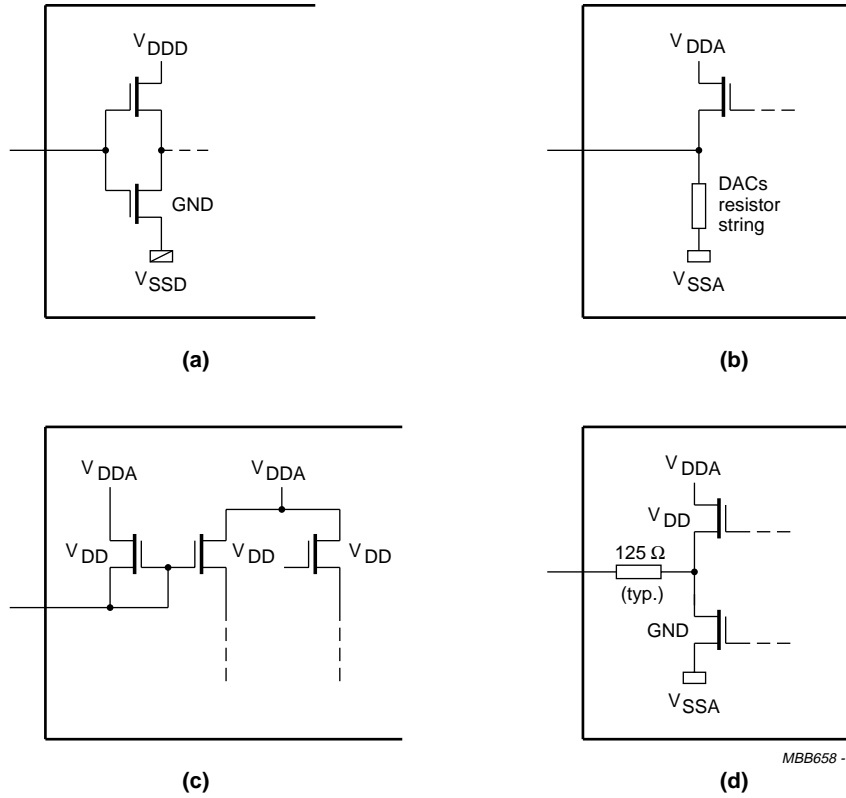 V DDD
GND
V SSD
(a)
V DDA
DACs
resistor
string
V SSA
(b)
V DDA
V DDA
V DD
V DD
V DD
(c)
V DDA
V DD
125 Ω
(typ.)
GND
V SSA
MBB658 -
(d)